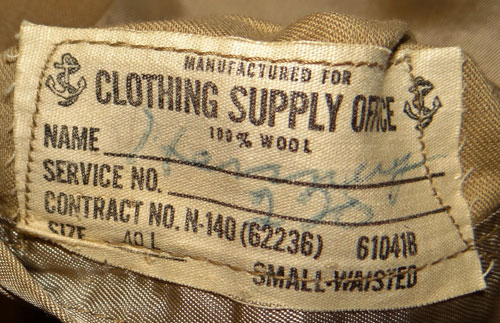 MANUFACTURED FOR
CLOTHING SUPPLY OFFICE
100% WOOL
NAME
SERVICE NO.
CONTRACT NO. N-140 (62236) 61041B
SIZE 40 L
SMALL-WAISTED